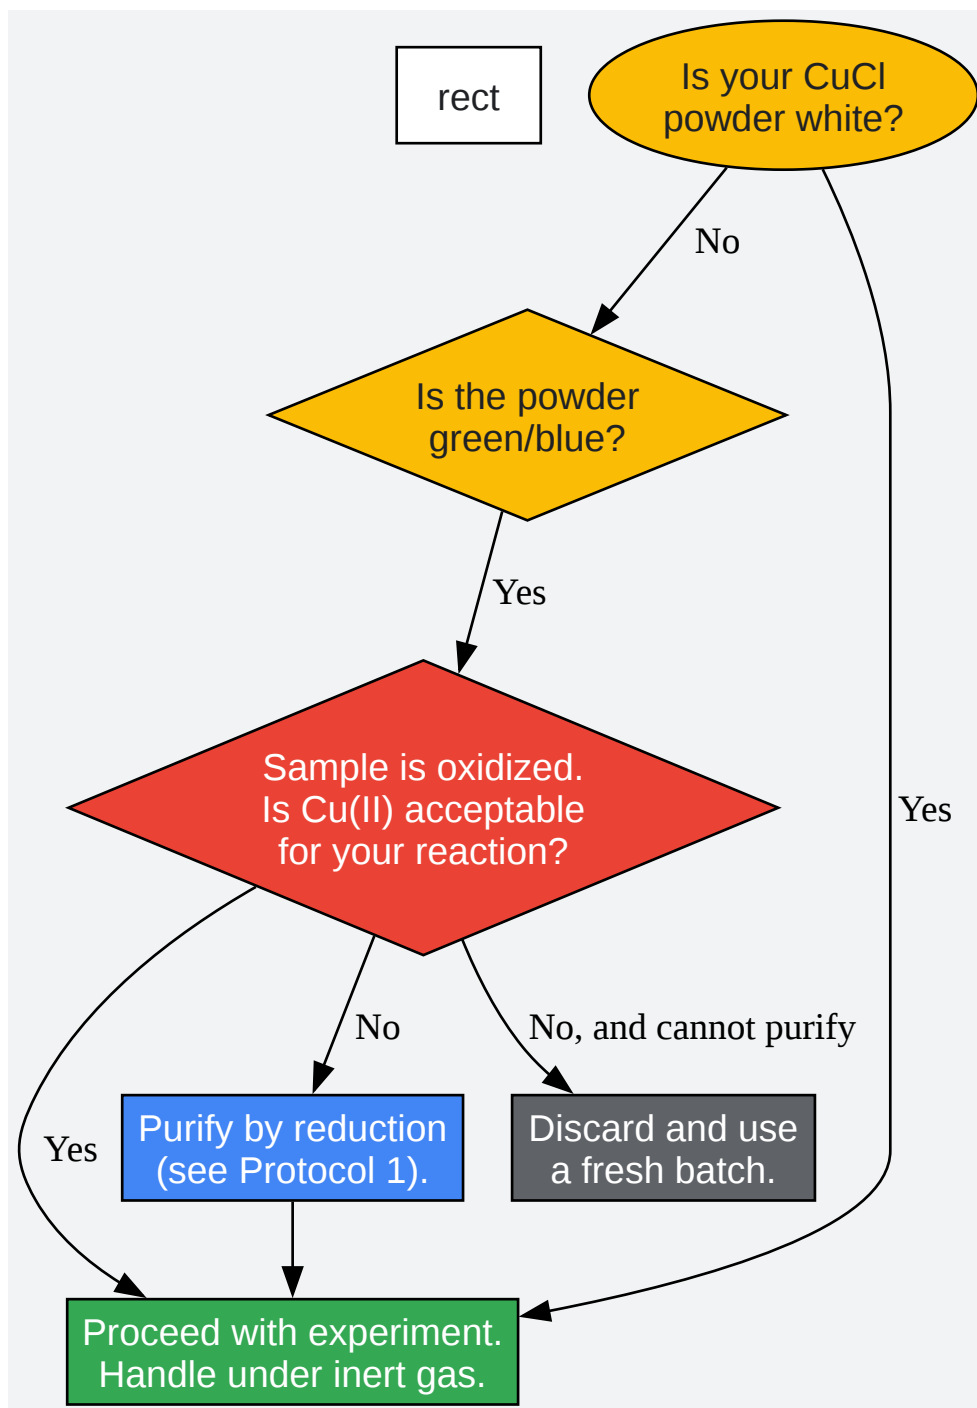 rect
Is your CuCl
powder white?
No
Is the powder
green/blue?
Yes
Sample is oxidized.
Is Cu(II) acceptable
for your reaction?
Yes
No
No, and cannot purify
Purify by reduction
(see Protocol 1).
Discard and use
a fresh batch.
Yes
Proceed with experiment.
Handle under inert gas.